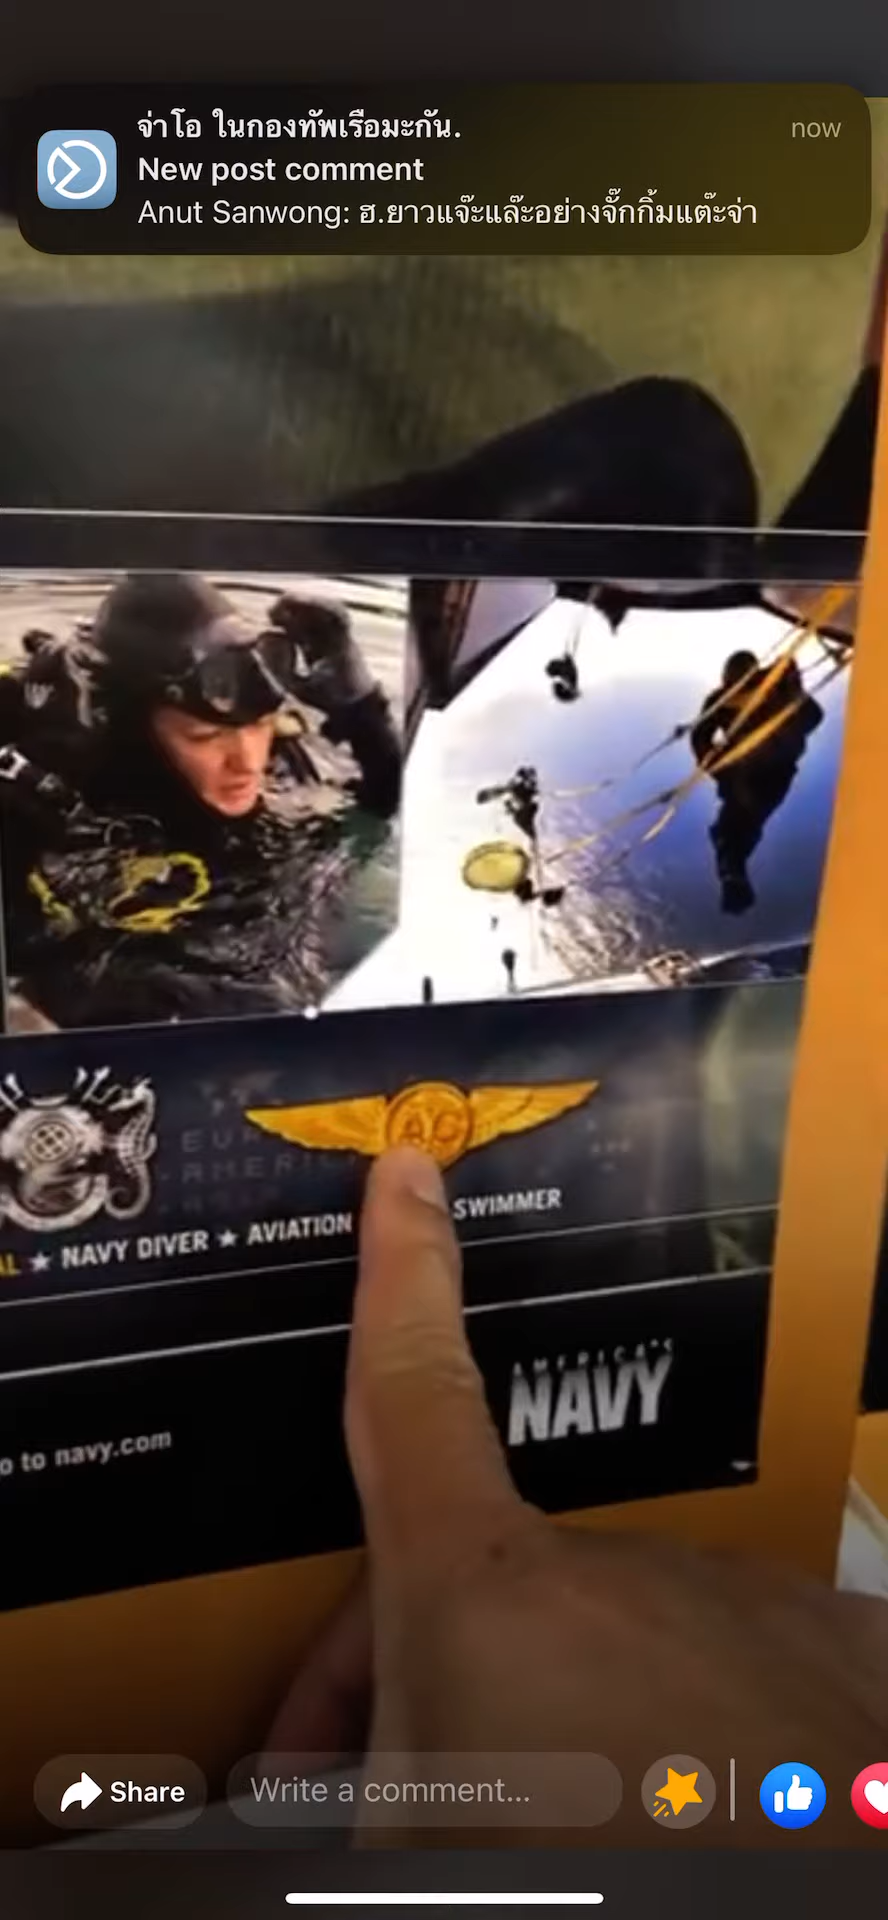 จ่าโอ ในกองทัพเรือมะกัน.
now
New post comment
Anut Sanwong: ฮ.ยาวแจ๊ะแล๊ะอย่างจั๊กกิ้มแต๊ะจ่า
AC
AL ★ NAVY DIVER ★ AVIATION SWIMMER
AMERICA'S
NAVY
o to navy.com
Share
Write a comment...